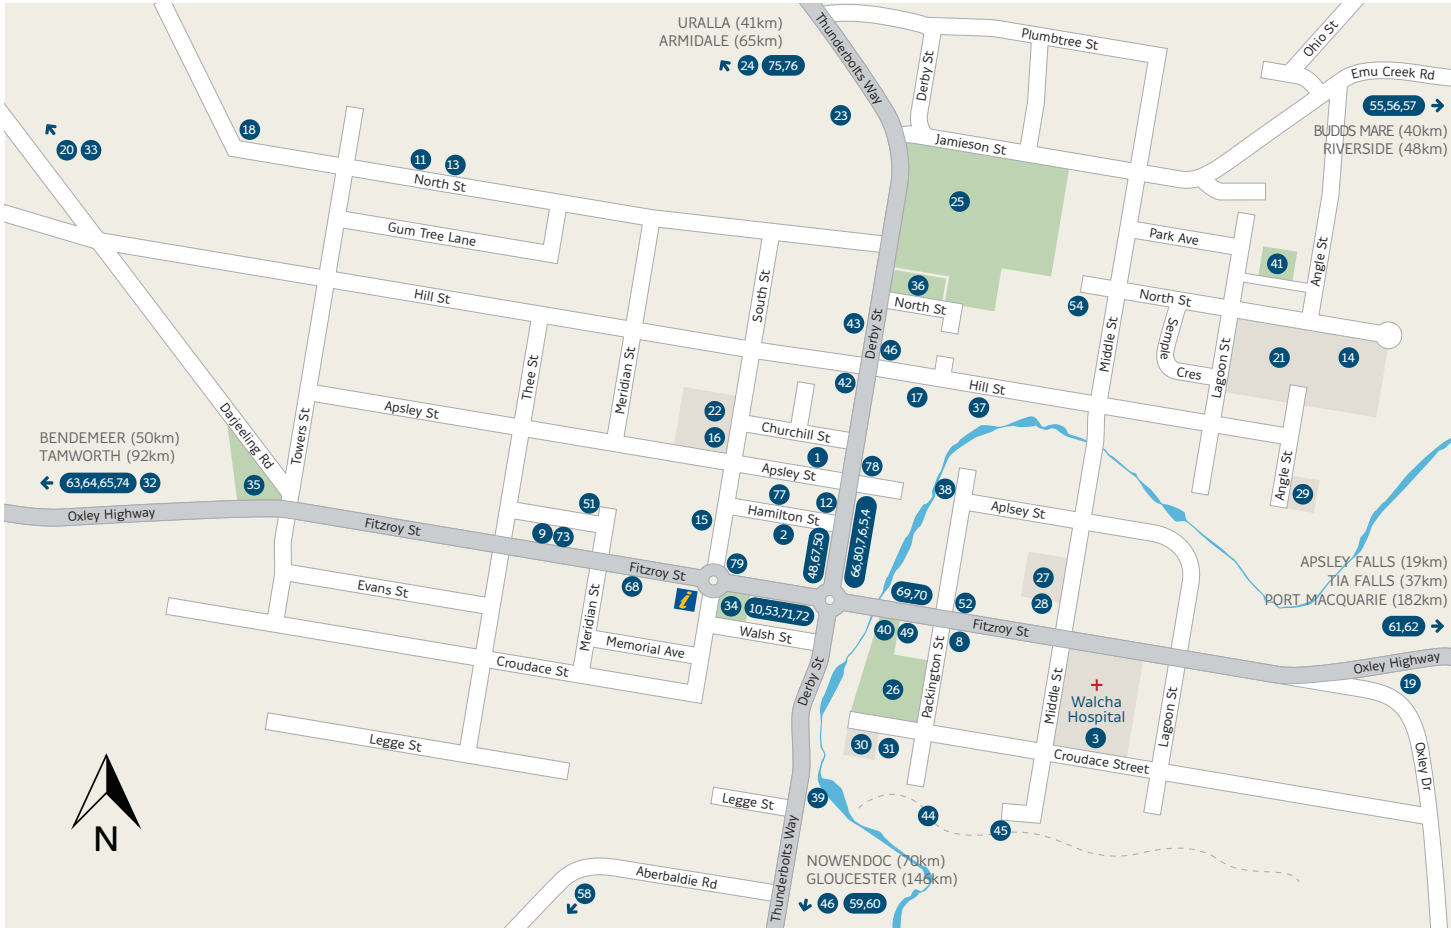 URALLA (41km)
ARMIDALE (65km)
24 75,76
Thunderbolts Way
Derby St
Plumbtree St
Ohio St
Emu Creek Rd
55,56,57
BUDDS MARE (40km)
RIVERSIDE (48km)
23
18
20 33
11 13
North St
Jamieson St
25
Gum Tree Lane
Park Ave
41
Angle St
South St
36
North St
54
North St
Hill St
43
Derby St
46
Middle St
Semple
Cres
Lagoon St
21
14
Thee St
Meridian St
42
17
Hill St
37
Apsley St
22
16
Churchill St
1
Darjeeling Rd
Towers St
BENDEMEER (50km)
TAMWORTH (92km)
63,64,65,74 32
35
Apsley St
78
77
12
38
Angle St
29
51
15
Hamilton St
2
48,67,50
66,80,7,6,5,4
Aplsey St
Oxley Highway
Fitzroy St
9 73
79
Fitzroy St
68
i
34 10,53,71,72
69,70
52
27
28
APSLEY FALLS (19km)
TIA FALLS (37km)
PORT MACQUARIE (182km)
61,62
Evans St
Meridian St
Memorial Ave
Walsh St
40 49
8
Fitzroy St
Oxley Highway
19
Croudace St
Derby St
26
Packington St
Middle St
Walcha
Hospital
3
Lagoon St
Legge St
30 31
Croudace Street
Oxley Dr
N
Legge St
39
44
45
Thunderbolts Way
Aberbaldie Rd
58
NOWENDOC (70km)
GLOUCESTER (146km)
46 59,60